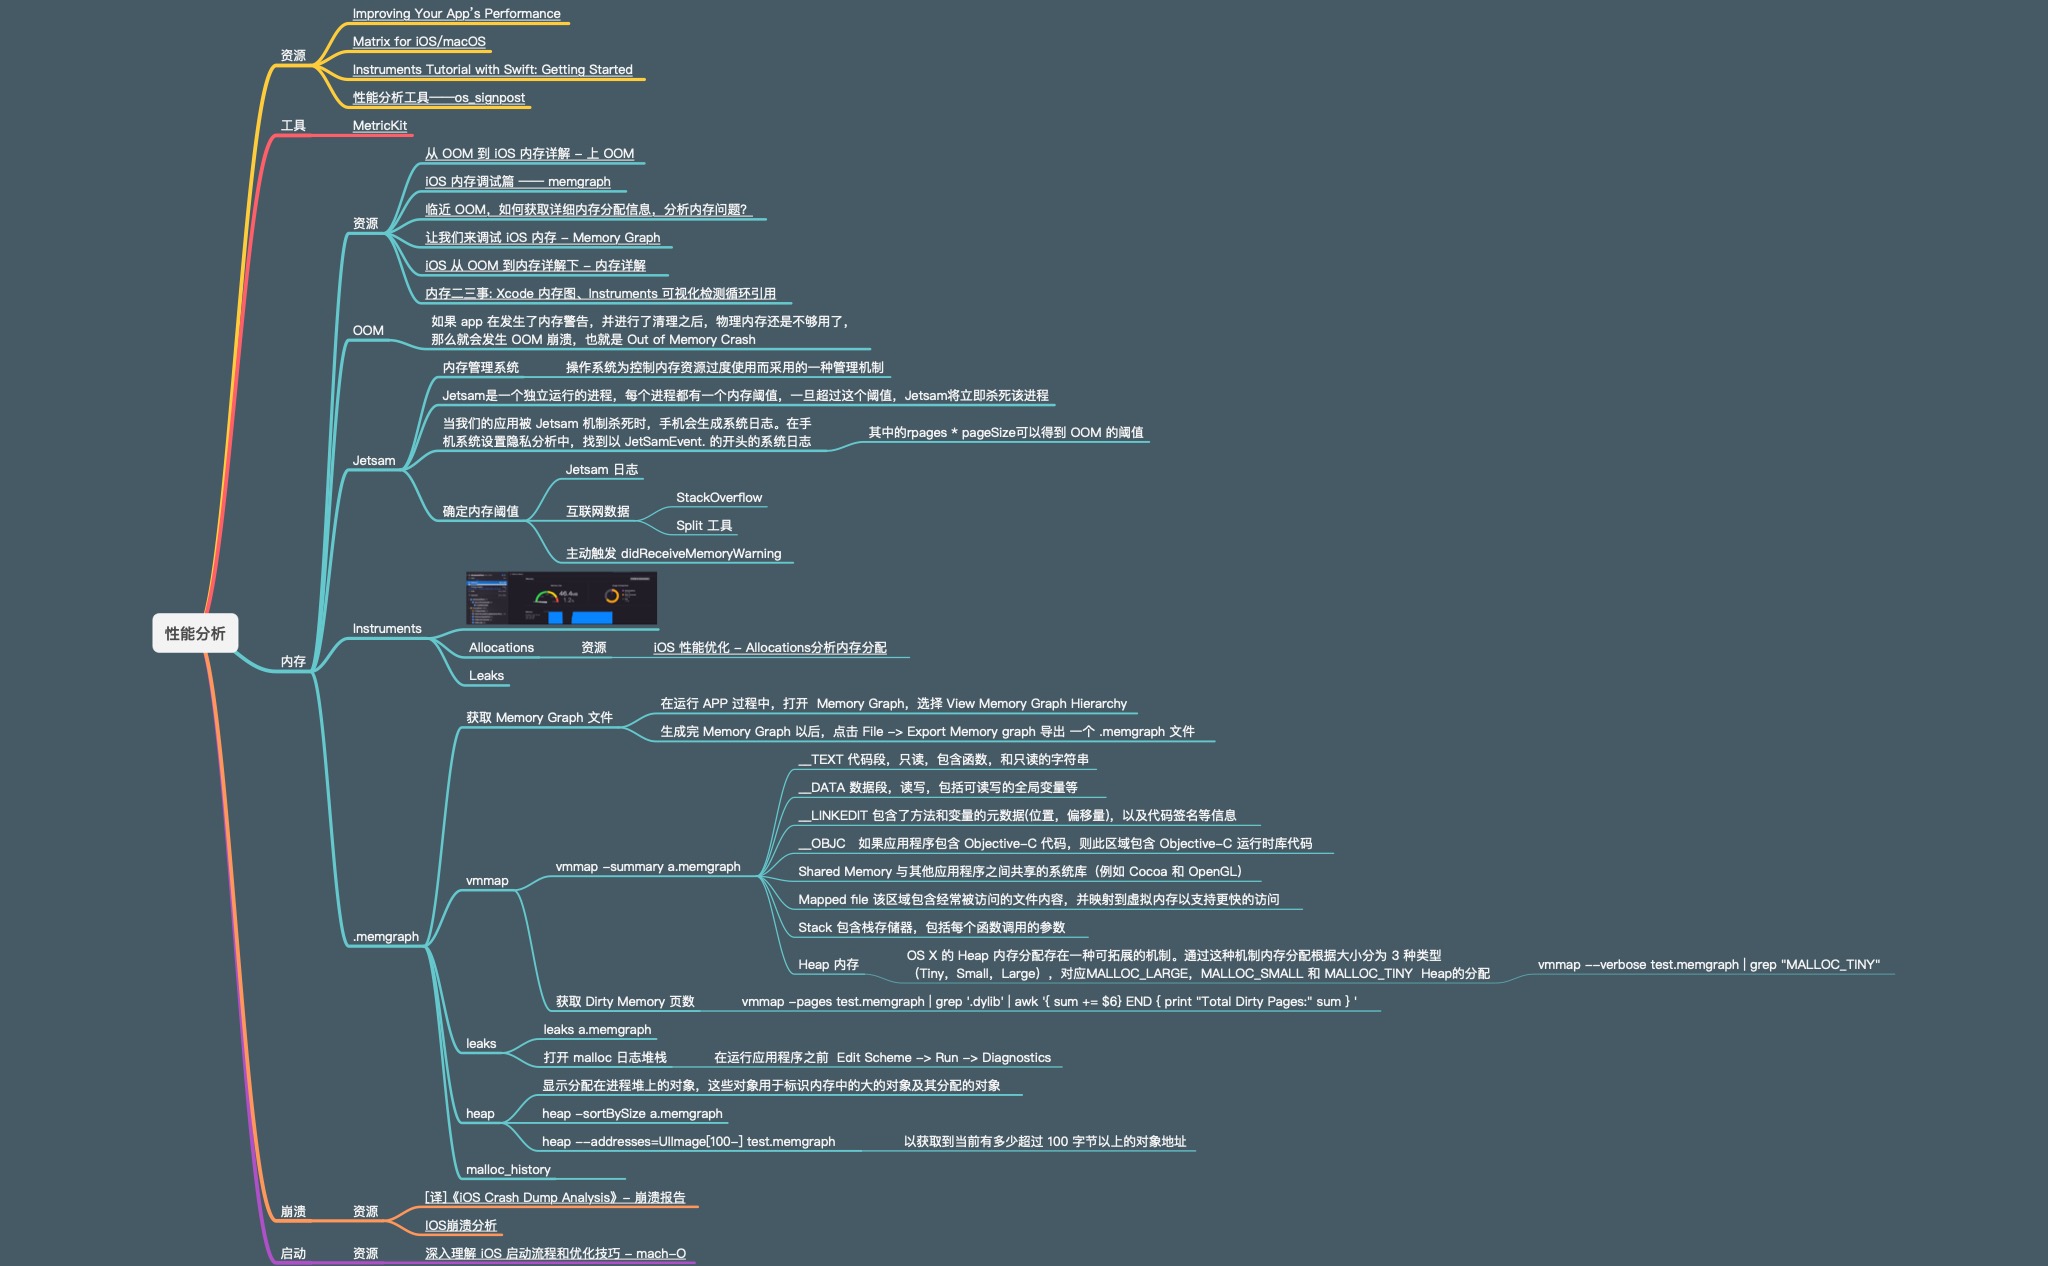 Improving Your App's Performance
Matrix for iOS/macOS
资源
Instruments Tutorial with Swift: Getting Started
性能分析工具——os_signpost
工具
MetricKit
从 OOM 到 iOS 内存详解 - 上 OOM
iOS 内存调试篇 —— memgraph
临近 OOM，如何获取详细内存分配信息，分析内存问题？
资源
让我们来调试 iOS 内存 - Memory Graph
iOS 从 OOM 到内存详解下 - 内存详解
内存二三事: Xcode 内存图、Instruments 可视化检测循环引用
OOM
如果 app 在发生了内存警告，并进行了清理之后，物理内存还是不够用了，
那么就会发生 OOM 崩溃，也就是 Out of Memory Crash
内存管理系统
操作系统为控制内存资源过度使用而采用的一种管理机制
Jetsam是一个独立运行的进程，每个进程都有一个内存阈值，一旦超过这个阈值，Jetsam将立即杀死该进程
当我们的应用被 Jetsam 机制杀死时，手机会生成系统日志。在手
机系统设置隐私分析中，找到以 JetSamEvent. 的开头的系统日志
其中的rpages * pageSize可以得到 OOM 的阈值
Jetsam
Jetsam 日志
确定内存阈值
互联网数据
StackOverflow
Split 工具
主动触发 didReceiveMemoryWarning
性能分析
内存
Instruments
Allocations
资源
iOS 性能优化 - Allocations分析内存分配
Leaks
获取 Memory Graph 文件
在运行 APP 过程中，打开  Memory Graph，选择 View Memory Graph Hierarchy
生成完 Memory Graph 以后，点击 File -> Export Memory graph 导出 一个 .memgraph 文件
__TEXT 代码段，只读，包含函数，和只读的字符串
__DATA 数据段，读写，包括可读写的全局变量等
__LINKEDIT 包含了方法和变量的元数据(位置，偏移量)，以及代码签名等信息
__OBJC   如果应用程序包含 Objective-C 代码，则此区域包含 Objective-C 运行时库代码
vmmap
vmmap -summary a.memgraph
Shared Memory 与其他应用程序之间共享的系统库（例如 Cocoa 和 OpenGL）
Mapped file 该区域包含经常被访问的文件内容，并映射到虚拟内存以支持更快的访问
Stack 包含栈存储器，包括每个函数调用的参数
.memgraph
Heap 内存
OS X 的 Heap 内存分配存在一种可拓展的机制。通过这种机制内存分配根据大小分为 3 种类型
（Tiny，Small，Large），对应MALLOC_LARGE，MALLOC_SMALL 和 MALLOC_TINY  Heap的分配
vmmap --verbose test.memgraph | grep "MALLOC_TINY"
获取 Dirty Memory 页数
vmmap -pages test.memgraph | grep '.dylib' | awk '{ sum += $6} END { print "Total Dirty Pages:" sum } '
leaks
leaks a.memgraph
打开 malloc 日志堆栈
在运行应用程序之前  Edit Scheme -> Run -> Diagnostics
显示分配在进程堆上的对象，这些对象用于标识内存中的大的对象及其分配的对象
heap
heap -sortBySize a.memgraph
heap --addresses=UIImage[100-] test.memgraph
以获取到当前有多少超过 100 字节以上的对象地址
malloc_history
崩溃
资源
[译]《iOS Crash Dump Analysis》- 崩溃报告
IOS崩溃分析
启动
资源
深入理解 iOS 启动流程和优化技巧 - mach-O